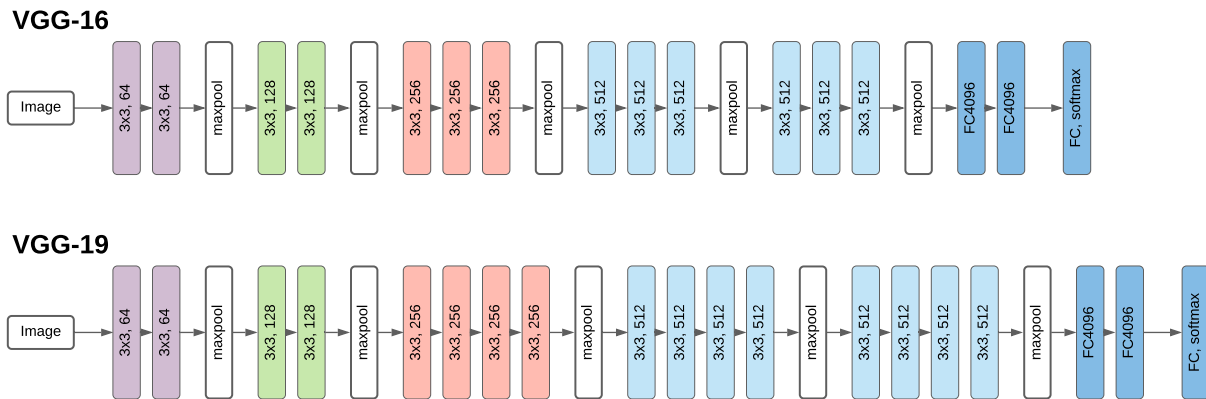 VGG-16
Image
3x3, 64
3x3, 64
maxpool
3x3, 128
3x3, 128
maxpool
3x3, 256
3x3, 256
3x3, 256
maxpool
3x3, 512
3x3, 512
3x3, 512
maxpool
3x3, 512
3x3, 512
3x3, 512
maxpool
FC4096
FC4096
FC, softmax
VGG-19
Image
3x3, 64
3x3, 64
maxpool
3x3, 128
3x3, 128
maxpool
3x3, 256
3x3, 256
3x3, 256
3x3, 256
maxpool
3x3, 512
3x3, 512
3x3, 512
3x3, 512
maxpool
3x3, 512
3x3, 512
3x3, 512
3x3, 512
maxpool
FC4096
FC4096
FC, softmax